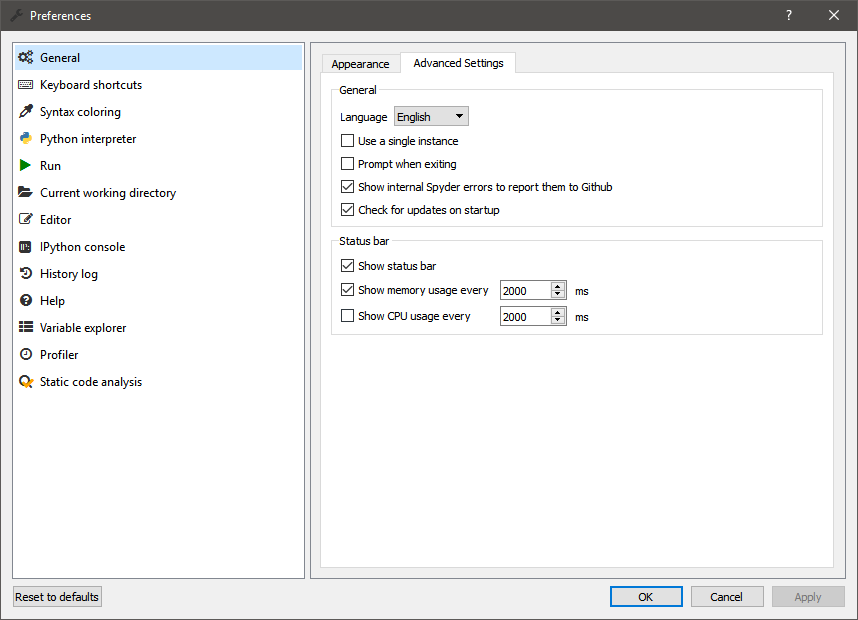 Preferences
?
General
Keyboard shortcuts
Syntax coloring
Python interpreter
Run
Current working directory
Editor
IPython console
History log
Help
Variable explorer
Profiler
Static code analysis
Appearance
Advanced Settings
General
Language English
Use a single instance
Prompt when exiting
Show internal Spyder errors to report them to Github
Check for updates on startup
Status bar
Show status bar
Show memory usage every 2000 ms
Show CPU usage every 2000 ms
Reset to defaults
OK
Cancel
Apply